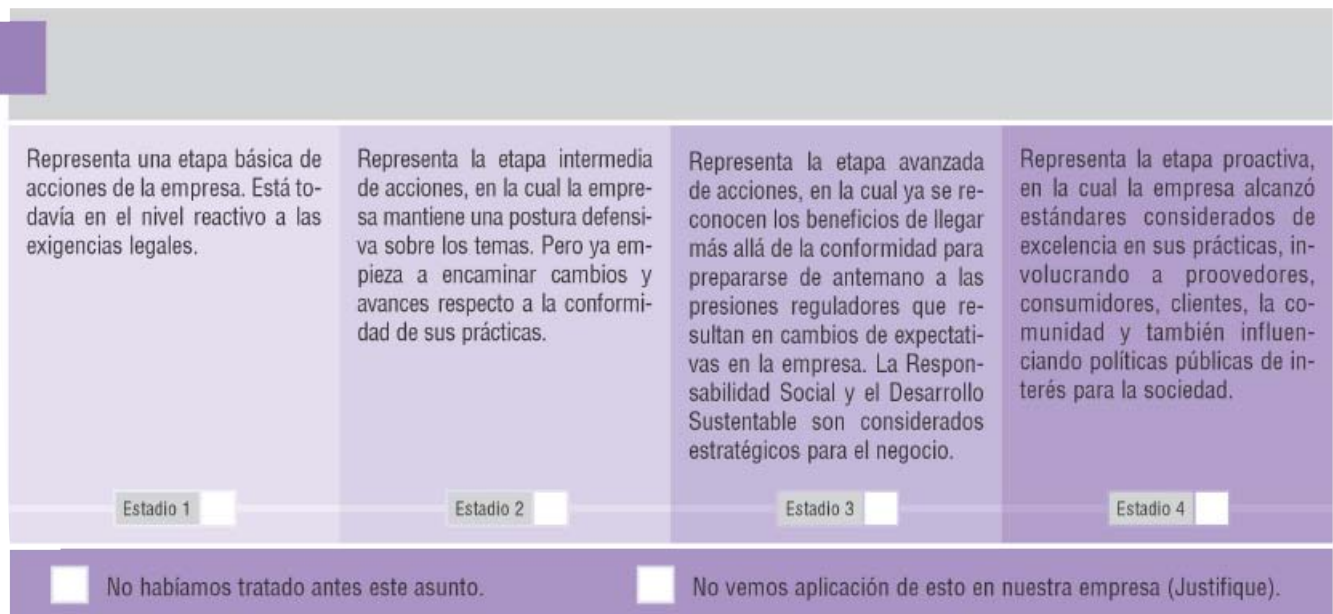 Representa una etapa básica de
acciones de la empresa. Está to-
davía en el nivel reactivo a las
exigencias legales.
Estadio 1
Representa la etapa intermedia
de acciones, en la cual la empre-
sa mantiene una postura defensi-
va sobre los temas. Pero ya em-
pieza a encaminar cambios y
avances respecto a la conformi-
dad de sus prácticas.
Estadio 2
Representa la etapa avanzada
de acciones, en la cual ya se re-
conocen los beneficios de llegar
más allá de la conformidad para
prepararse de antemano a las
presiones reguladores que re-
sultan en cambios de expectati-
vas en la empresa. La Respon-
sabilidad Social y el Desarrollo
Sustentable son considerados
estratégicos para el negocio.
Estadio 3
Representa la etapa proactiva,
en la cual la empresa alcanzó
estándares considerados de
excelencia en sus prácticas, in-
volucrando a proovedores,
consumidores, clientes, la co-
munidad y también influen-
ciando políticas públicas de in-
terés para la sociedad.
Estadio 4
No habíamos tratado antes este asunto.
No vemos aplicación de esto en nuestra empresa (Justifique).